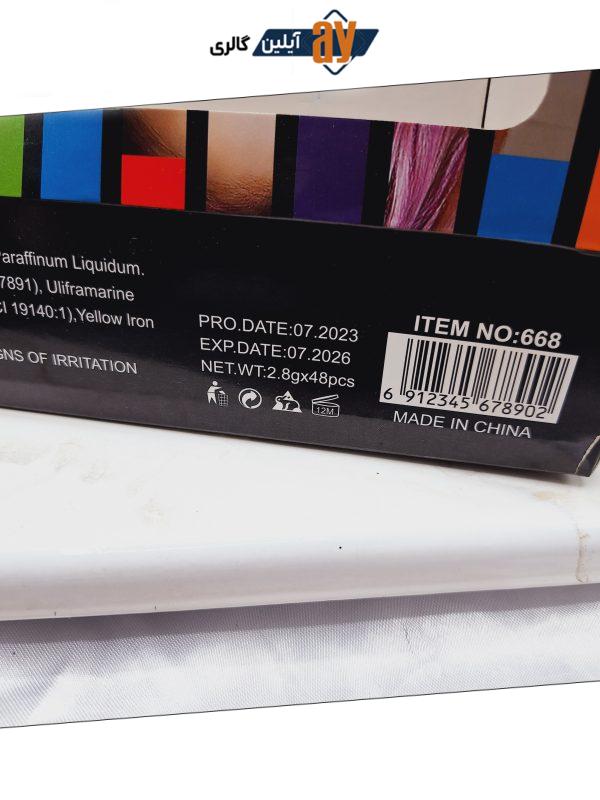 آیلین گالری
ay
Paraffinum Liquidum.
7891), Uliframarine
CI 19140:1),Yellow Iron
GNS OF IRRITATION
PRO.DATE:07.2023
EXP.DATE:07.2026
NET.WT:2.8gx48pcs
12M
ITEM NO:668
6 912345 678902
MADE IN CHINA